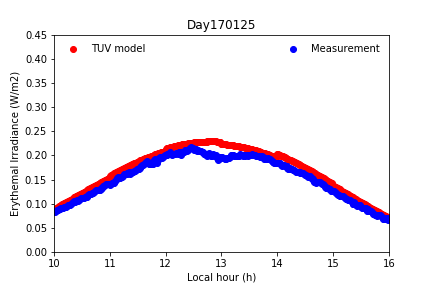 Day170125
TUV model
Measurement
Erythemal Irradiance (W/m2)
0.45
0.40
0.35
0.30
0.25
0.20
0.15
0.10
0.05
0.00
10 11 12 13 14 15 16
Local hour (h)